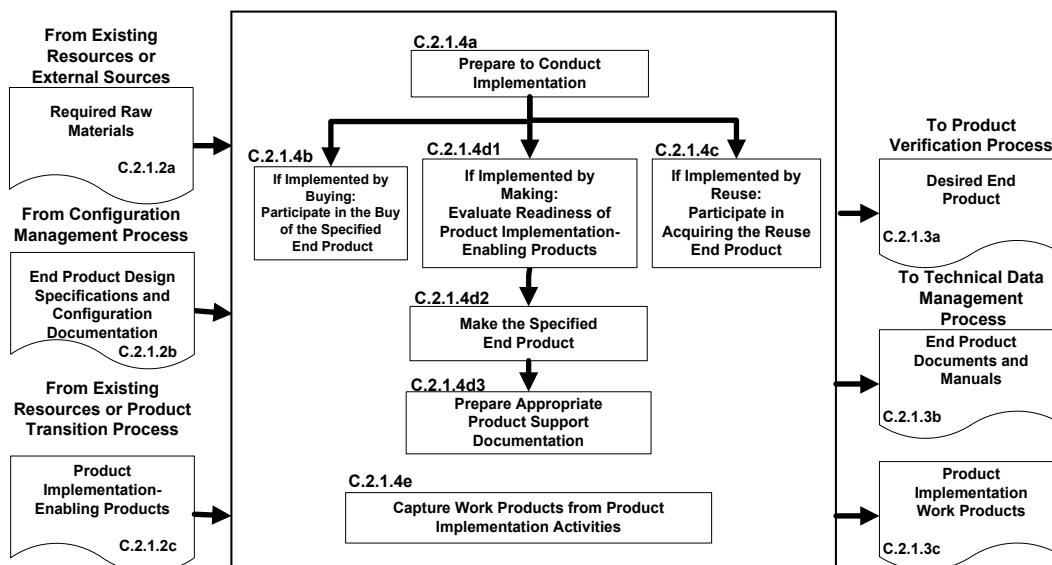 From Existing
Resources or
External Sources
Required Raw
Materials
C.2.1.2a
From Configuration
Management Process
End Product Design
Specifications and
Configuration
Documentation
C.2.1.2b
From Existing
Resources or Product
Transition Process
Product
Implementation-
Enabling Products
C.2.1.2c
C.2.1.4a
Prepare to Conduct
Implementation
C.2.1.4b
If Implemented by
Buying:
Participate in the Buy
of the Specified
End Product
C.2.1.4d1
If Implemented by
Making:
Evaluate Readiness of
Product Implementation-
Enabling Products
C.2.1.4c
If Implemented by
Reuse:
Participate in
Acquiring the Reuse
End Product
C.2.1.4d2
Make the Specified
End Product
C.2.1.4d3
Prepare Appropriate
Product Support
Documentation
C.2.1.4e
Capture Work Products from Product
Implementation Activities
To Product
Verification Process
Desired End
Product
C.2.1.3a
To Technical Data
Management
Process
End Product
Documents and
Manuals
C.2.1.3b
Product
Implementation
Work Products
C.2.1.3c